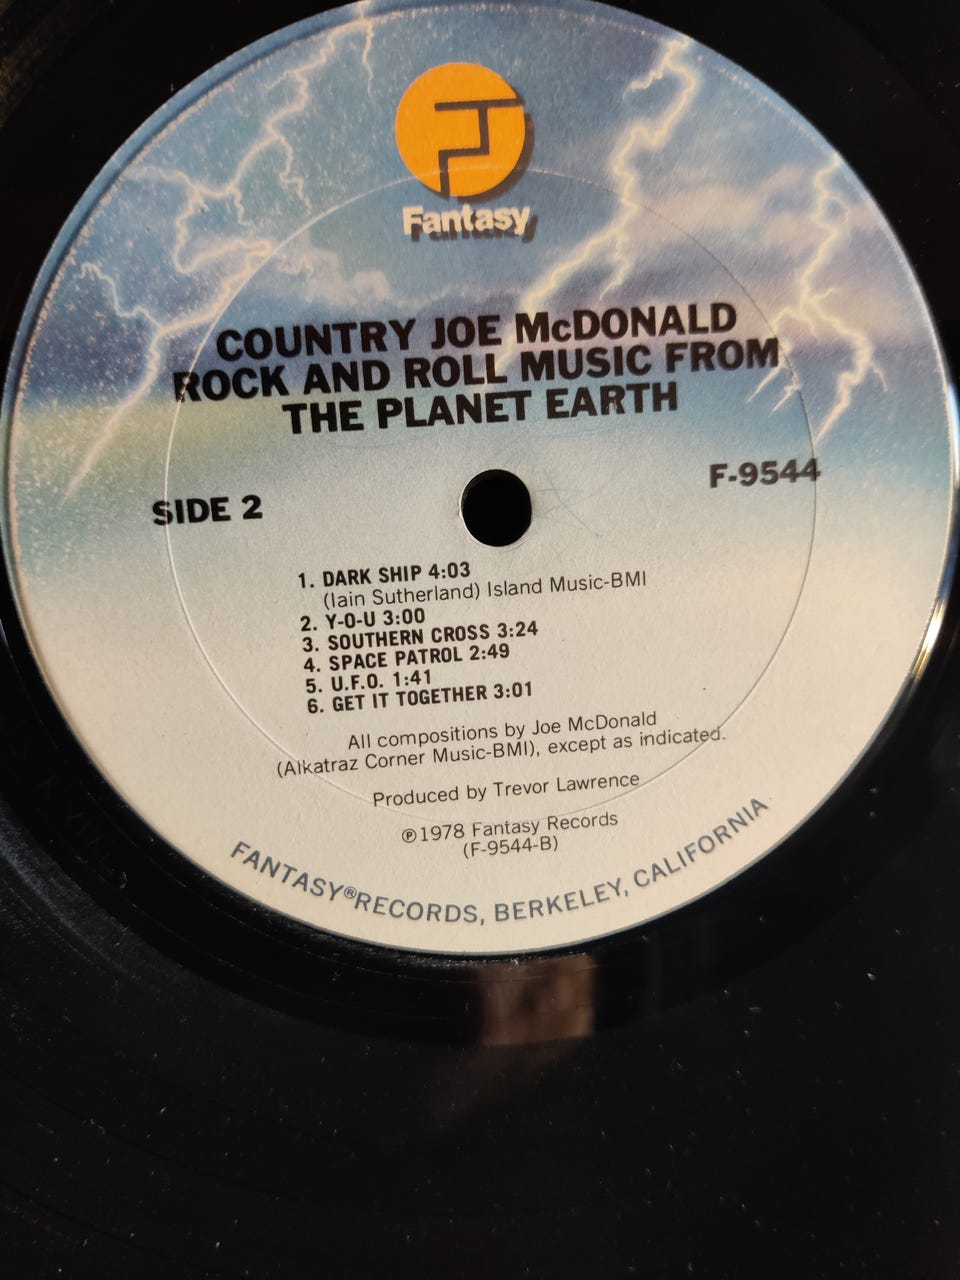 Fantasy
COUNTRY JOE McDONALD
ROCK AND ROLL MUSIC FROM
THE PLANET EARTH
F-9544
SIDE 2
1. DARK SHIP 4:03
(Iain Sutherland) Island Music-BMI
2. Y-O-U 3:00
3. SOUTHERN CROSS 3:24
4. SPACE PATROL 2:49
5. U.F.O. 1:41
6. GET IT TOGETHER 3:01
All compositions by Joe McDonald
(Alkatraz Corner Music-BMI), except as indicated.
Produced by Trevor Lawrence
℗1978 Fantasy Records
(F-9544-B)
FANTASY® RECORDS, BERKELEY, CALIFORNIA